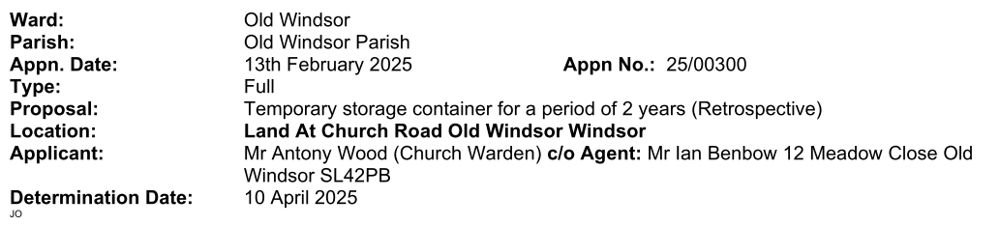 Ward: Old Windsor
Parish: Old Windsor Parish
Appn. Date: 13th February 2025 Appn No.: 25/00300
Type: Full
Proposal: Temporary storage container for a period of 2 years (Retrospective)
Location: Land At Church Road Old Windsor Windsor
Applicant: Mr Antony Wood (Church Warden) c/o Agent: Mr Ian Benbow 12 Meadow Close Old
Windsor SL42PB
Determination Date: 10 April 2025
JO